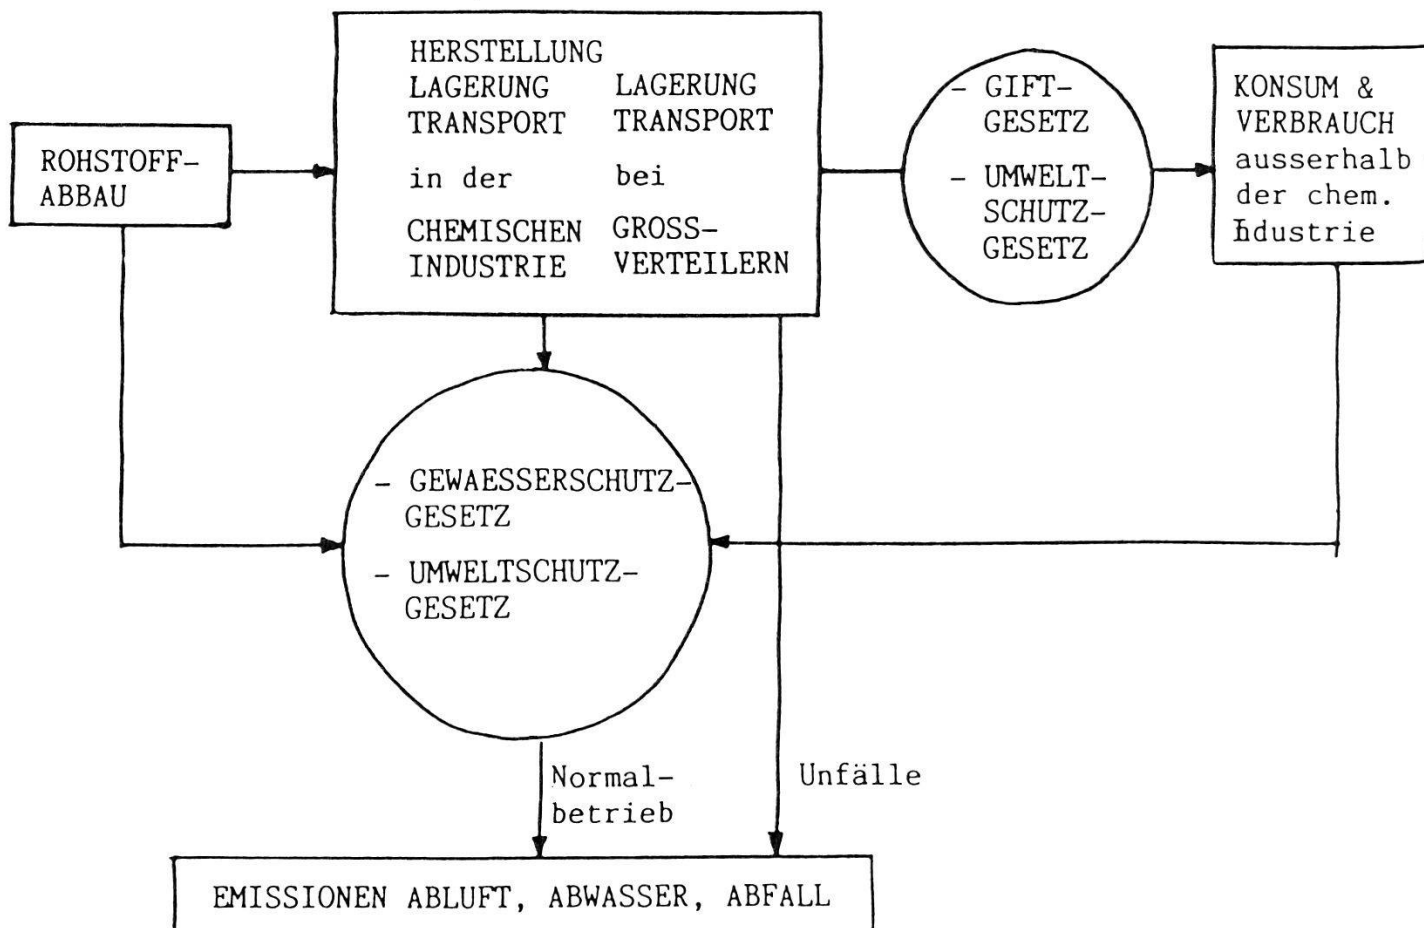 ROHSTOFF-
ABBAU
HERSTELLUNG
LAGERUNG
TRANSPORT
in der
CHEMISCHEN
INDUSTRIE
LAGERUNG
TRANSPORT
bei
GROSS-
VERTEILERN
- GIFT-
GESETZ
- UMWELT-
SCHUTZ-
GESETZ
KONSUM &
VERBRAUCH
ausserhalb
der chem.
Industrie
- GEWAESSERSCHUTZ-
GESETZ
- UMWELTSCHUTZ-
GESETZ
Normal-
betrieb
Unfälle
EMISSIONEN ABLUFT, ABWASSER, ABFALL